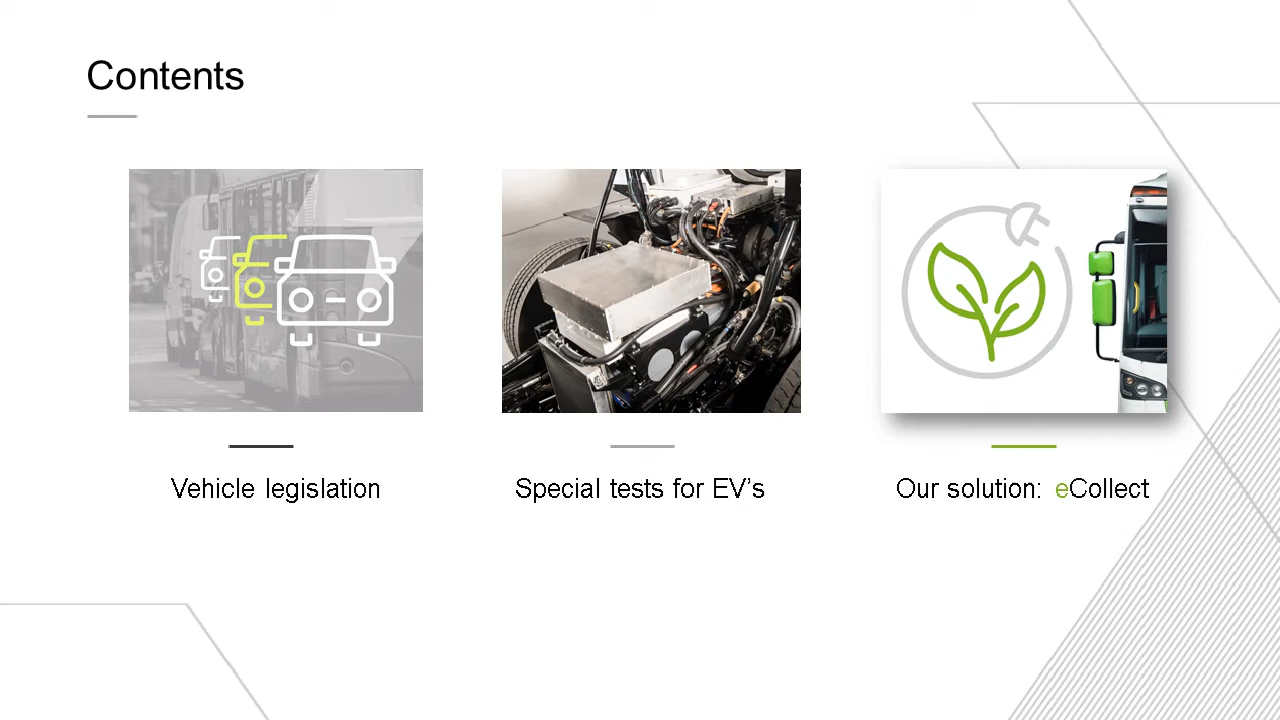 Contents
Vehicle legislation
Special tests for EV’s
Our solution: eCollect